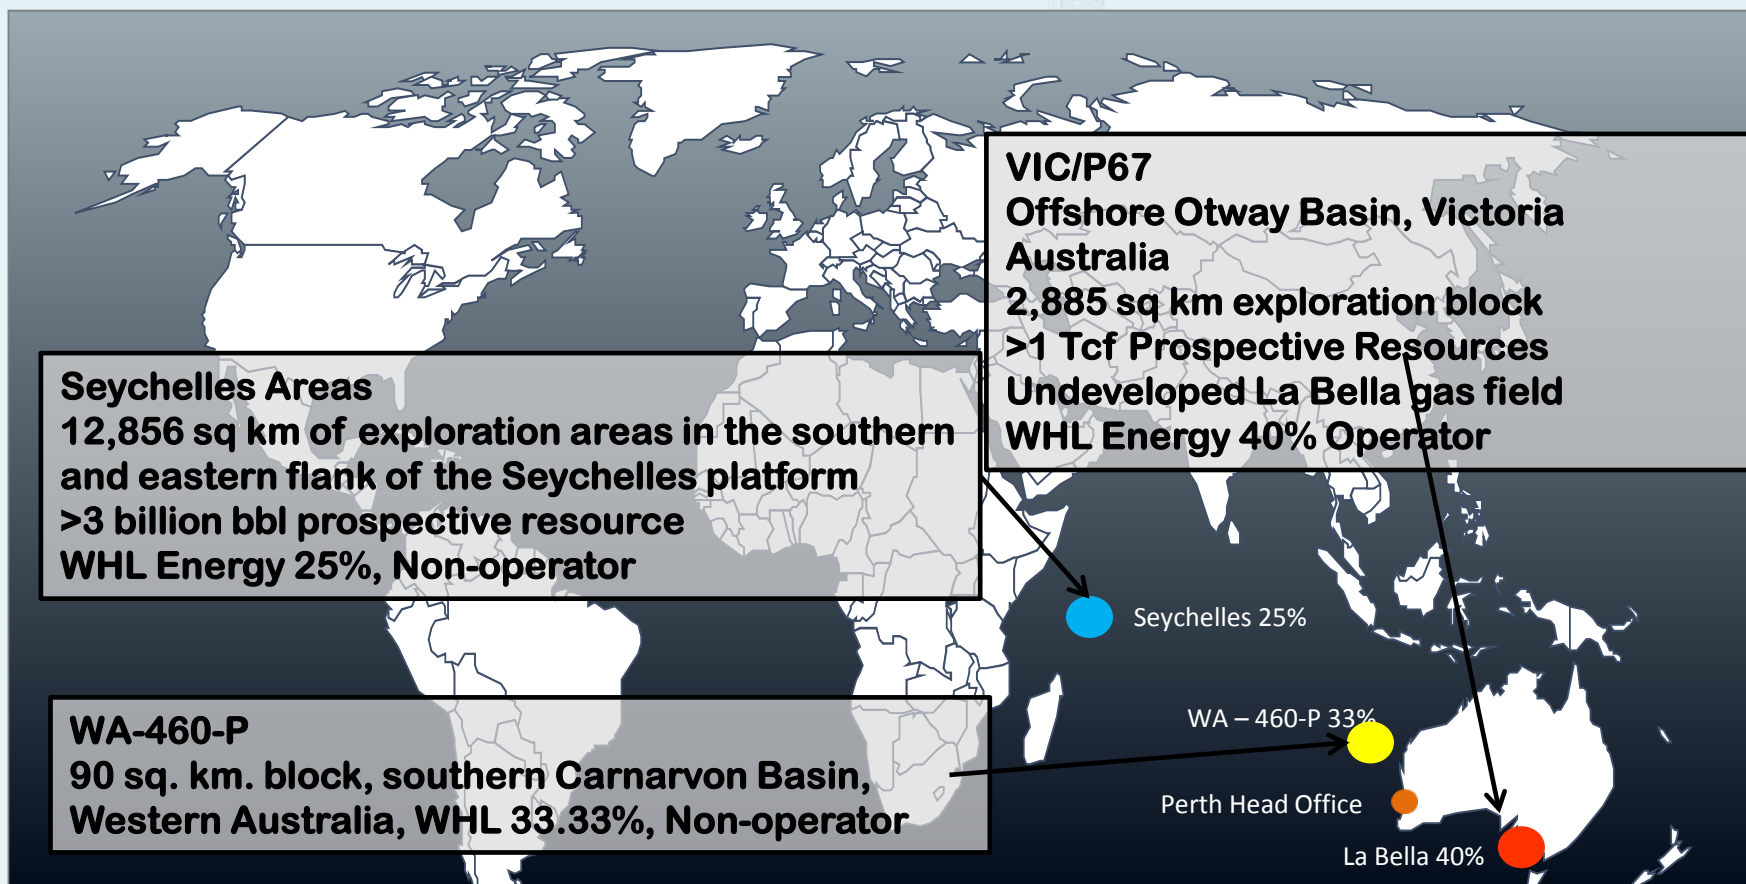 VIC/P67
Offshore Otway Basin, Victoria
Australia
2,885 sq km exploration block
>1 Tcf Prospective Resources
Undeveloped La Bella gas field
WHL Energy 40% Operator
Seychelles Areas
12,856 sq km of exploration areas in the southern
and eastern flank of the Seychelles platform
>3 billion bbl prospective resource
WHL Energy 25%, Non-operator
Seychelles 25%
WA-460-P
90 sq. km. block, southern Carnarvon Basin,
Western Australia, WHL 33.33%, Non-operator
WA – 460-P 33%
Perth Head Office
La Bella 40%